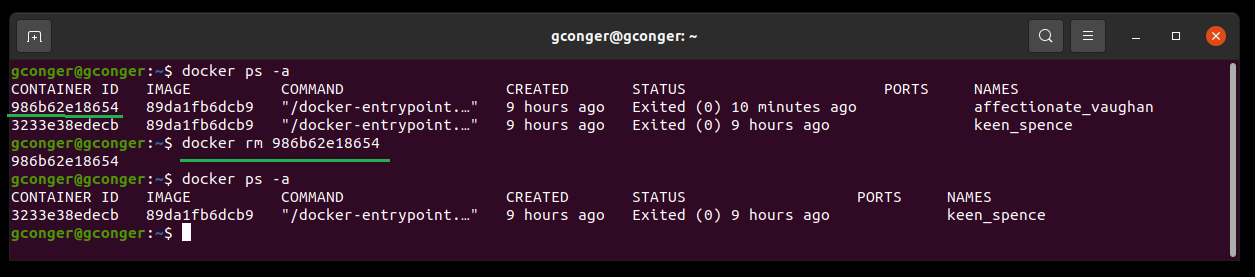 gconger@gconger: ~
gconger@gconger:~$ docker ps -a
CONTAINER ID IMAGE COMMAND CREATED STATUS PORTS NAMES
986b62e18654 89da1fb6dcb9 "/docker-entrypoint.…" 9 hours ago Exited (0) 10 minutes ago affectionate_vaughan
3233e38edecb 89da1fb6dcb9 "/docker-entrypoint.…" 9 hours ago Exited (0) 9 hours ago keen_spence
gconger@gconger:~$ docker rm 986b62e18654
986b62e18654
gconger@gconger:~$ docker ps -a
CONTAINER ID IMAGE COMMAND CREATED STATUS PORTS NAMES
3233e38edecb 89da1fb6dcb9 "/docker-entrypoint.…" 9 hours ago Exited (0) 9 hours ago keen_spence
gconger@gconger:~$